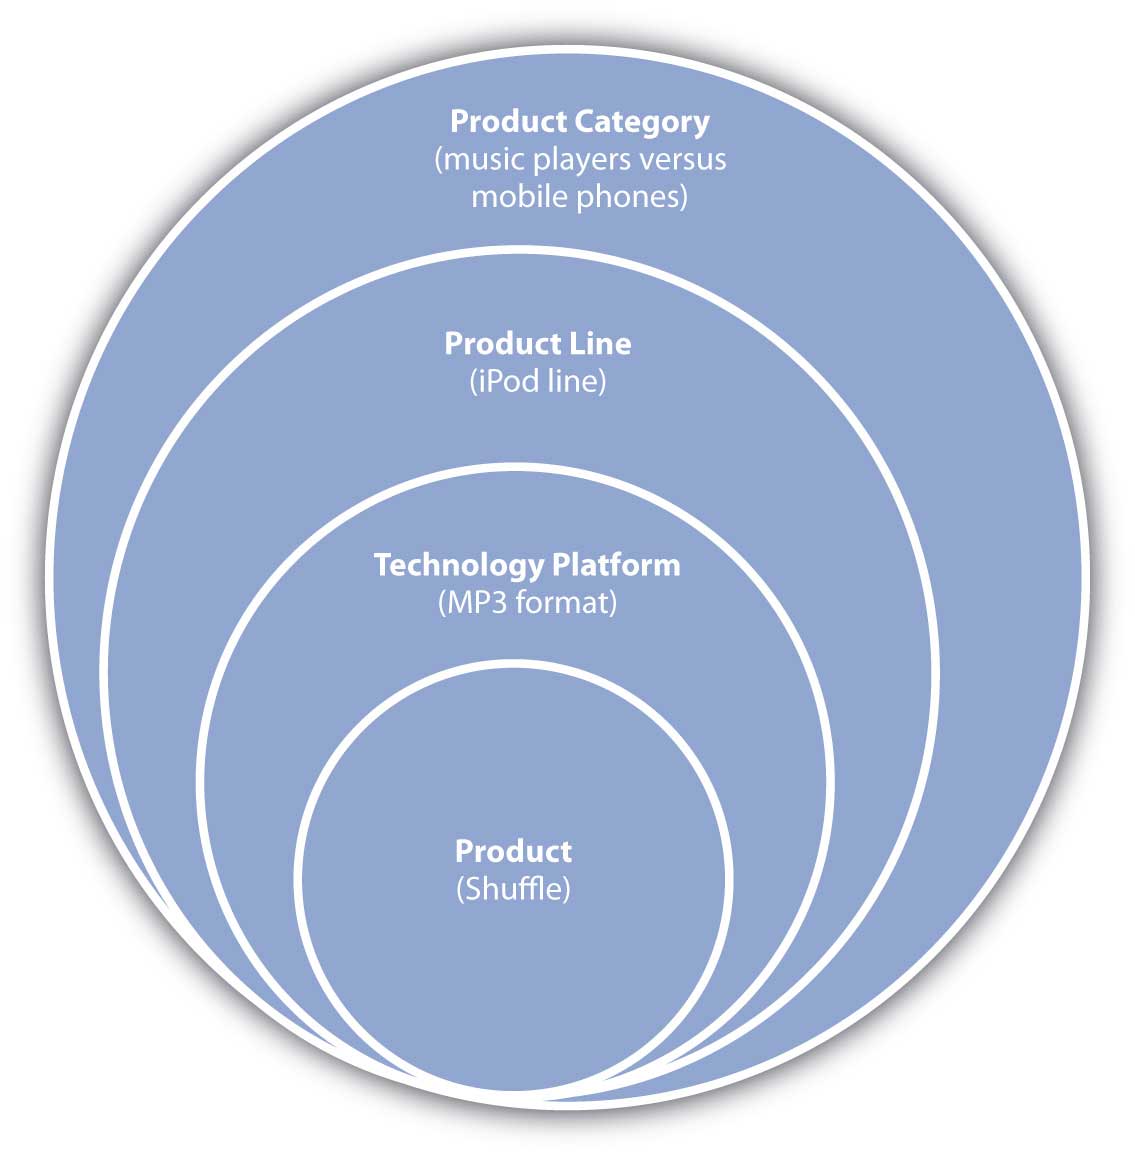 Product Category
(music players versus
mobile phones)
Product Line
(iPod line)
Technology Platform
(MP3 format)
Product
(Shuffle)